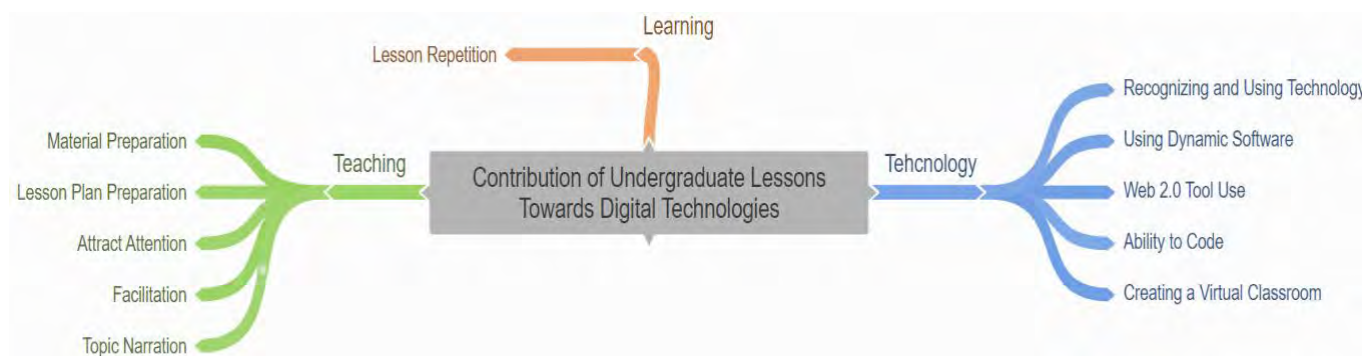 Learning
Lesson Repetition
Material Preparation
Lesson Plan Preparation
Attract Attention
Facilitation
Topic Narration
Teaching
Contribution of Undergraduate Lessons
Towards Digital Technologies
Tehcnology
Recognizing and Using Technology
Using Dynamic Software
Web 2.0 Tool Use
Ability to Code
Creating a Virtual Classroom